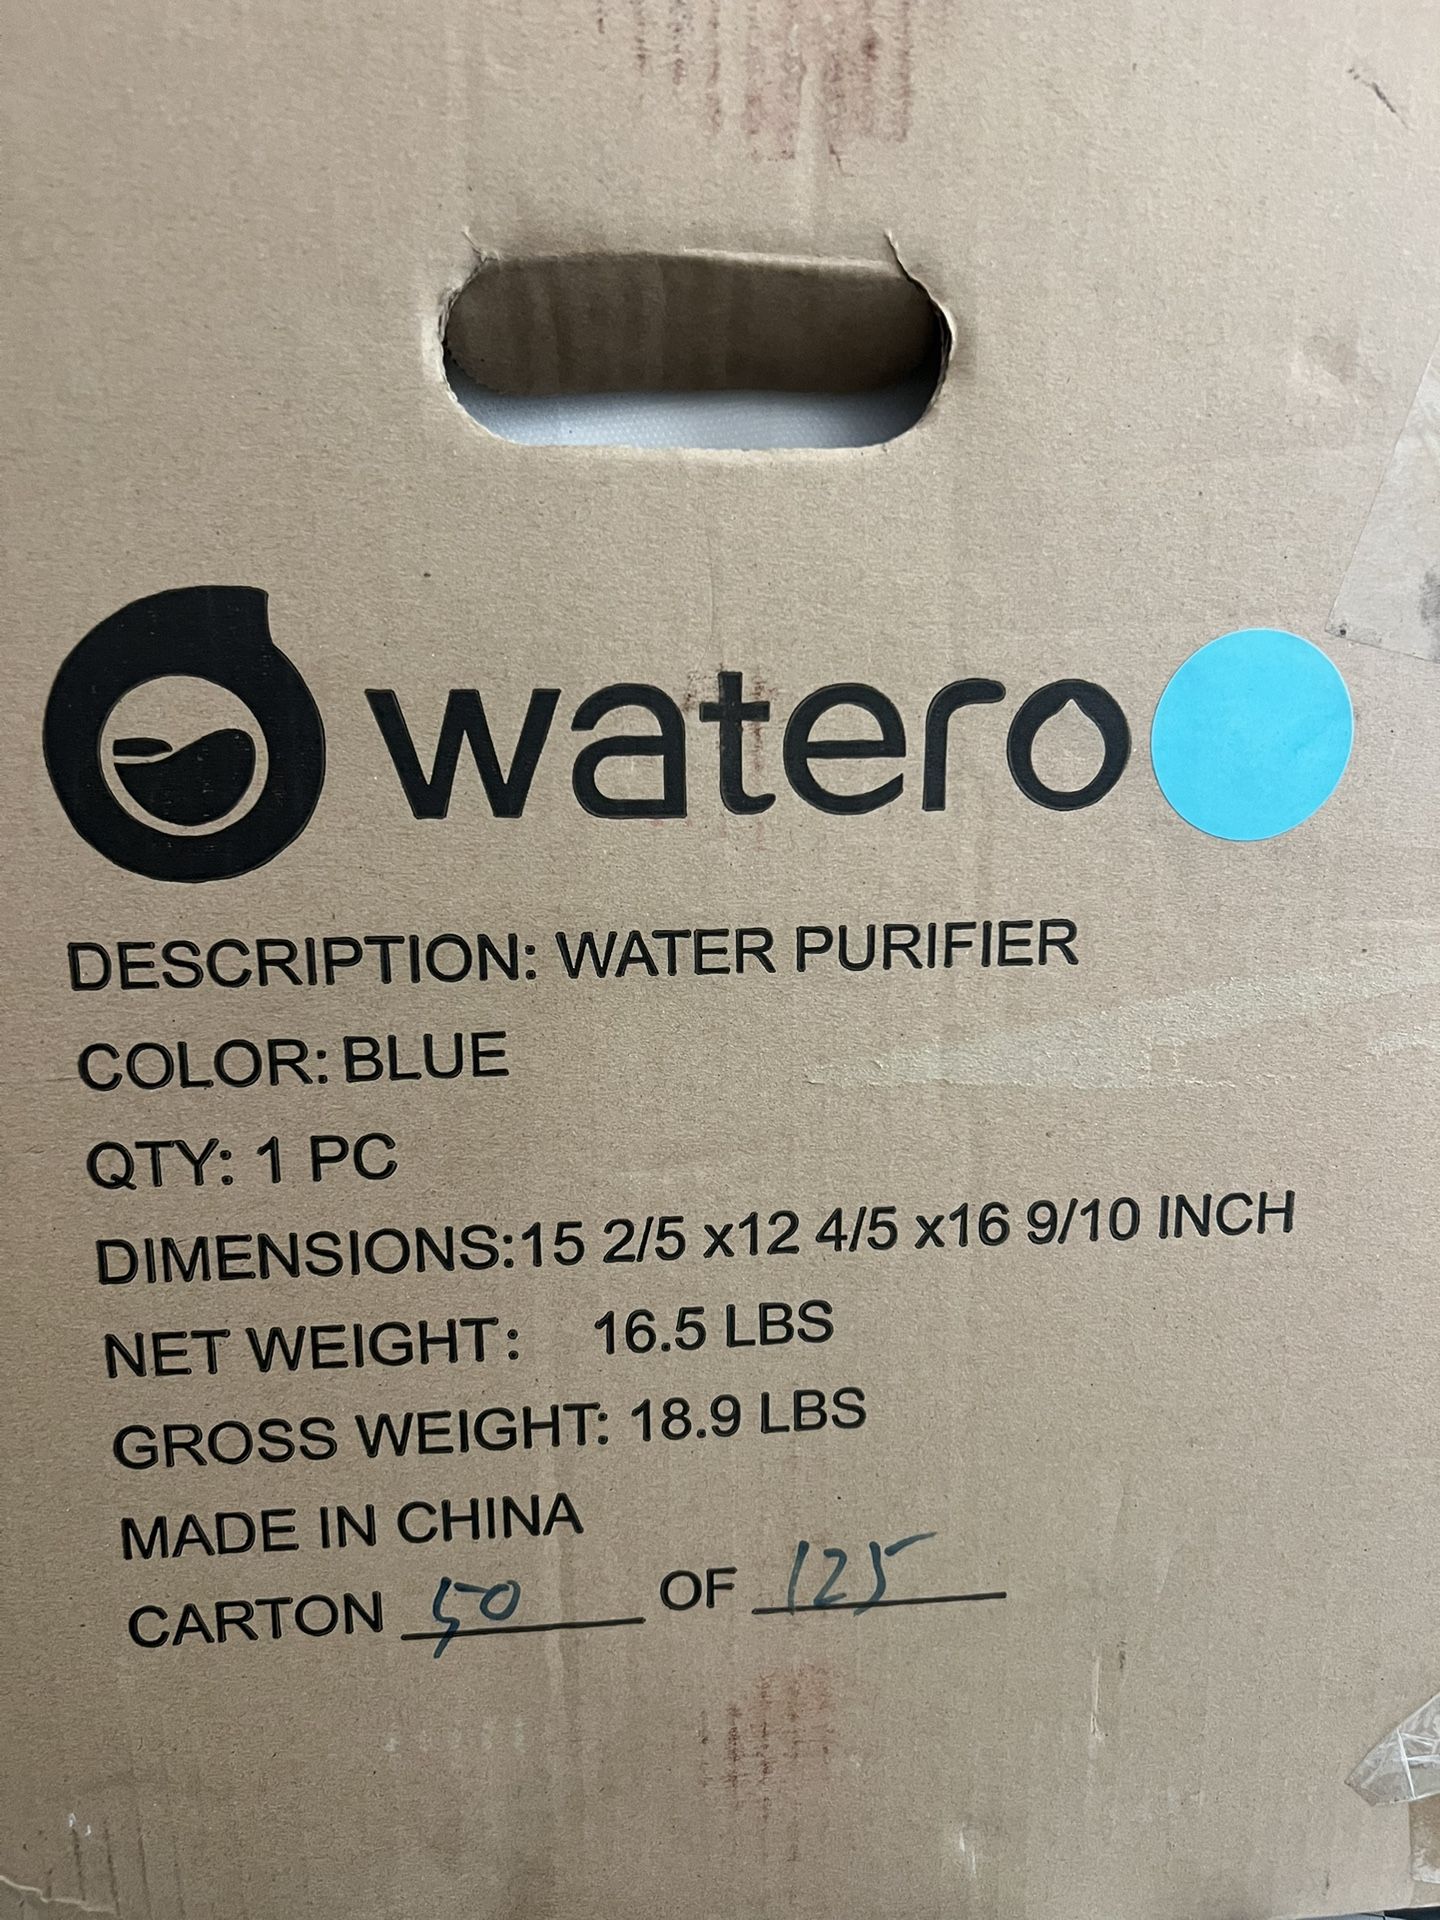 watero
DESCRIPTION: WATER PURIFIER
COLOR: BLUE
QTY: 1 PC
DIMENSIONS:15 2/5 x12 4/5 x16 9/10 INCH
NET WEIGHT: 16.5 LBS
GROSS WEIGHT: 18.9 LBS
MADE IN CHINA
CARTON 50 OF 125